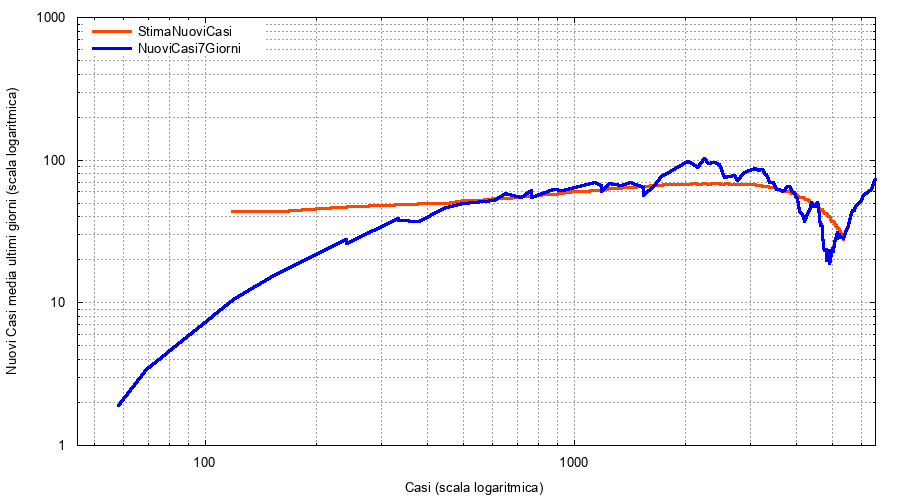 1000
StimaNuoviCasi
NuoviCasi7Giorni
100
10
1
Nuovi Casi media ultimi giorni (scala logaritmica)
100
1000
Casi (scala logaritmica)